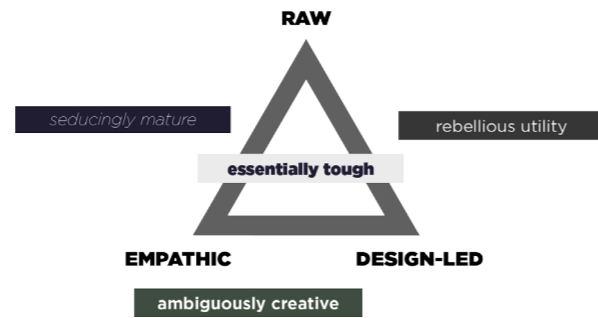 RAW
seducingly mature
rebellious utility
essentially tough
EMPATHIC
DESIGN-LED
ambiguously creative